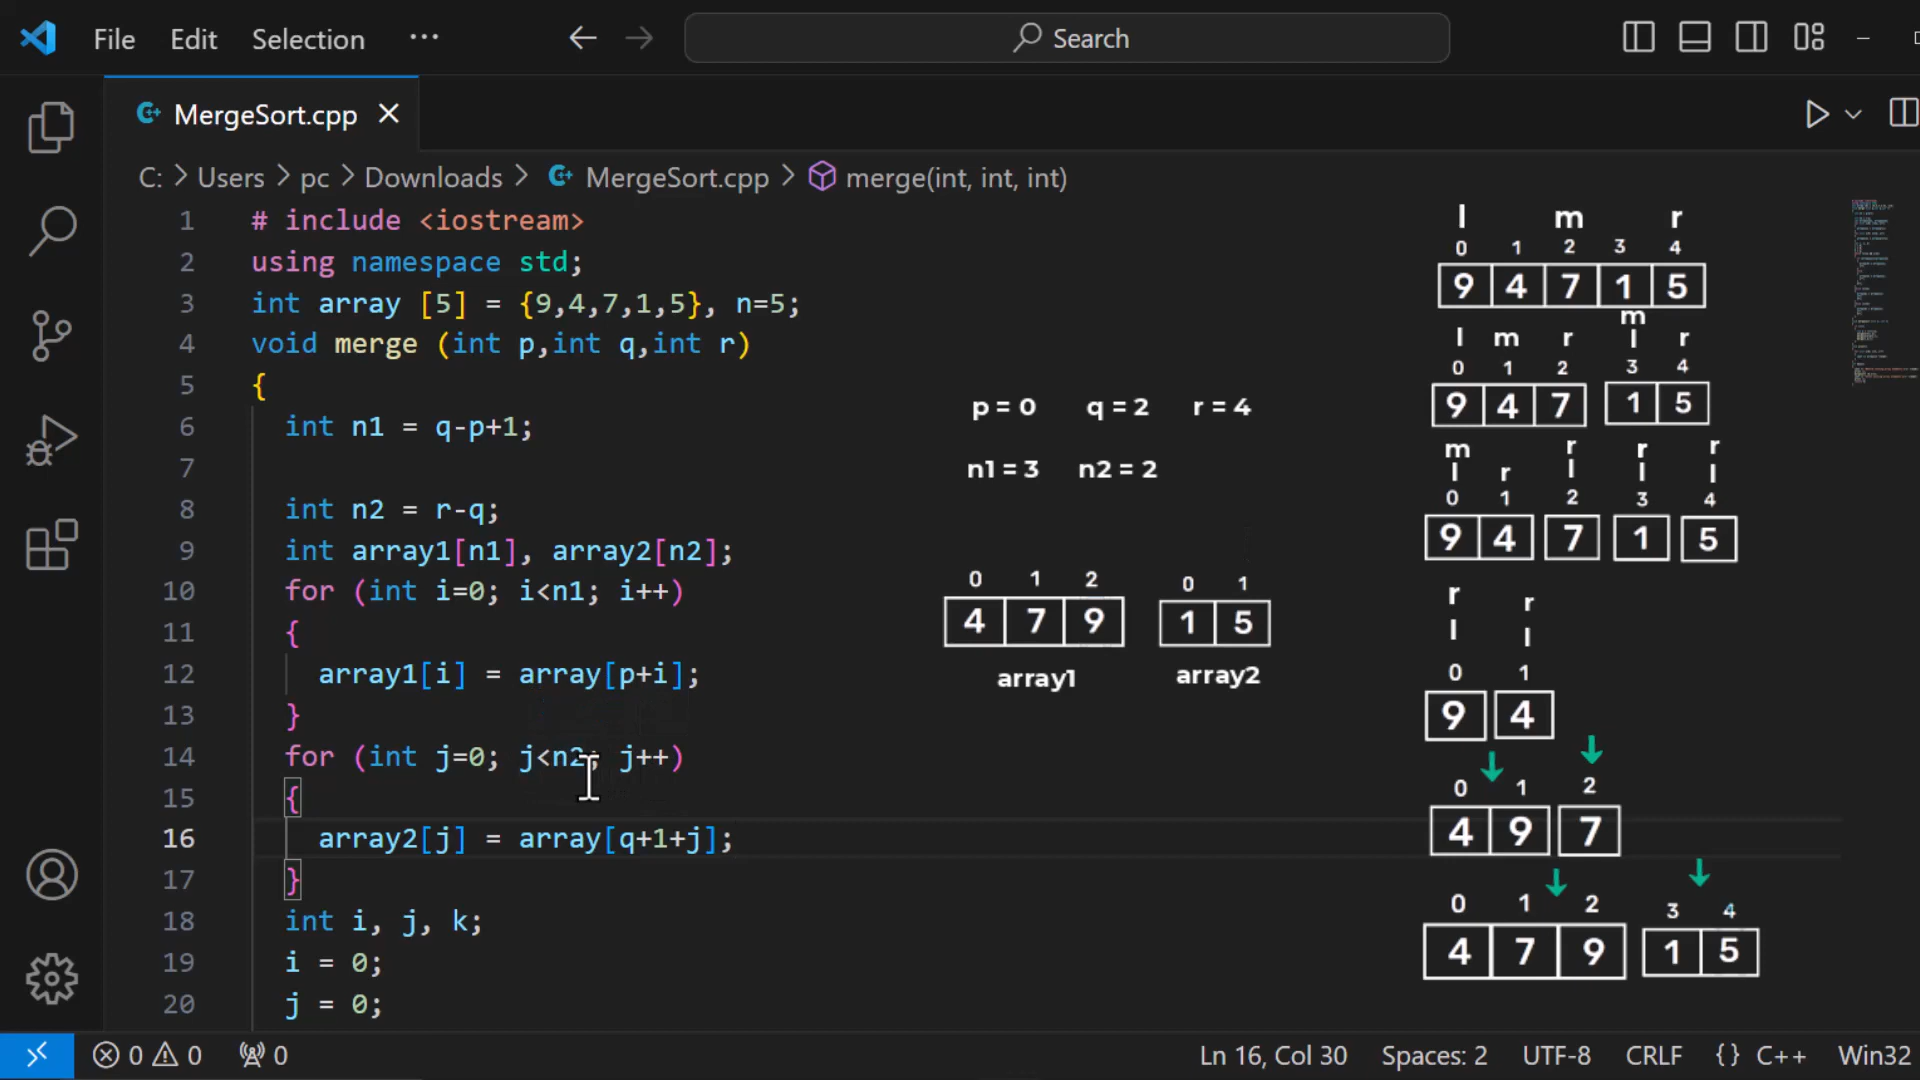 File Edit Selection ··· Search
MergeSort.cpp
C: > Users > pc > Downloads > MergeSort.cpp > merge(int, int, int)
1 # include <iostream>
2 using namespace std;
3 int array [5] = {9,4,7,1,5}, n=5;
4 void merge (int p,int q,int r)
5 {
6 int n1 = q-p+1;
7
8 int n2 = r-q;
9 int array1[n1], array2[n2];
10 for (int i=0; i<n1; i++)
11 {
12 array1[i] = array[p+i];
13 }
14 for (int j=0; j<n2; j++)
15 {
16 array2[j] = array[q+1+j];
17 }
18 int i, j, k;
19 i = 0;
20 j = 0;
p = 0 q = 2 r = 4
n1 = 3 n2 = 2
0 1 2 0 1
4 7 9 1 5
array1 array2
l m r
0 1 2 3 4
9 4 7 1 5
m
l m r l r
0 1 2 3 4
9 4 7 1 5
m r r r
l r l l l
0 1 2 3 4
9 4 7 1 5
r r
l l
0 1
9 4
0 1 2
4 9 7
0 1 2 3 4
4 7 9 1 5
0 0 0 Ln 16, Col 30 Spaces: 2 UTF-8 CRLF {} C++ Win32